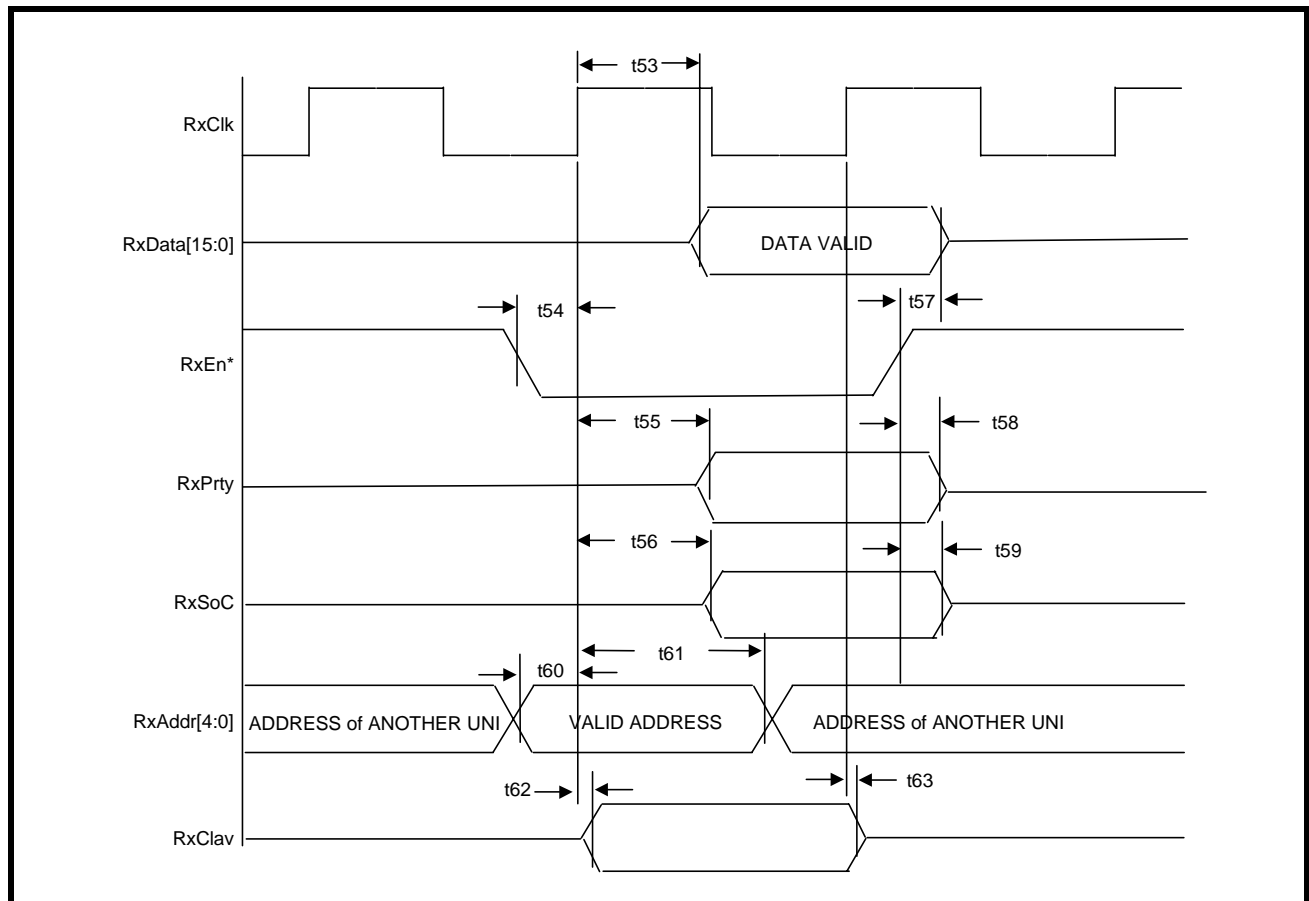 t53
RxClk
RxData[15:0]
DATA VALID
t54
t57
RxEn*
t55
t58
RxPrty
t56
t59
RxSoC
t60
t61
RxAddr[4:0]
ADDRESS of ANOTHER UNI
VALID ADDRESS
ADDRESS of ANOTHER UNI
t62
t63
RxClav